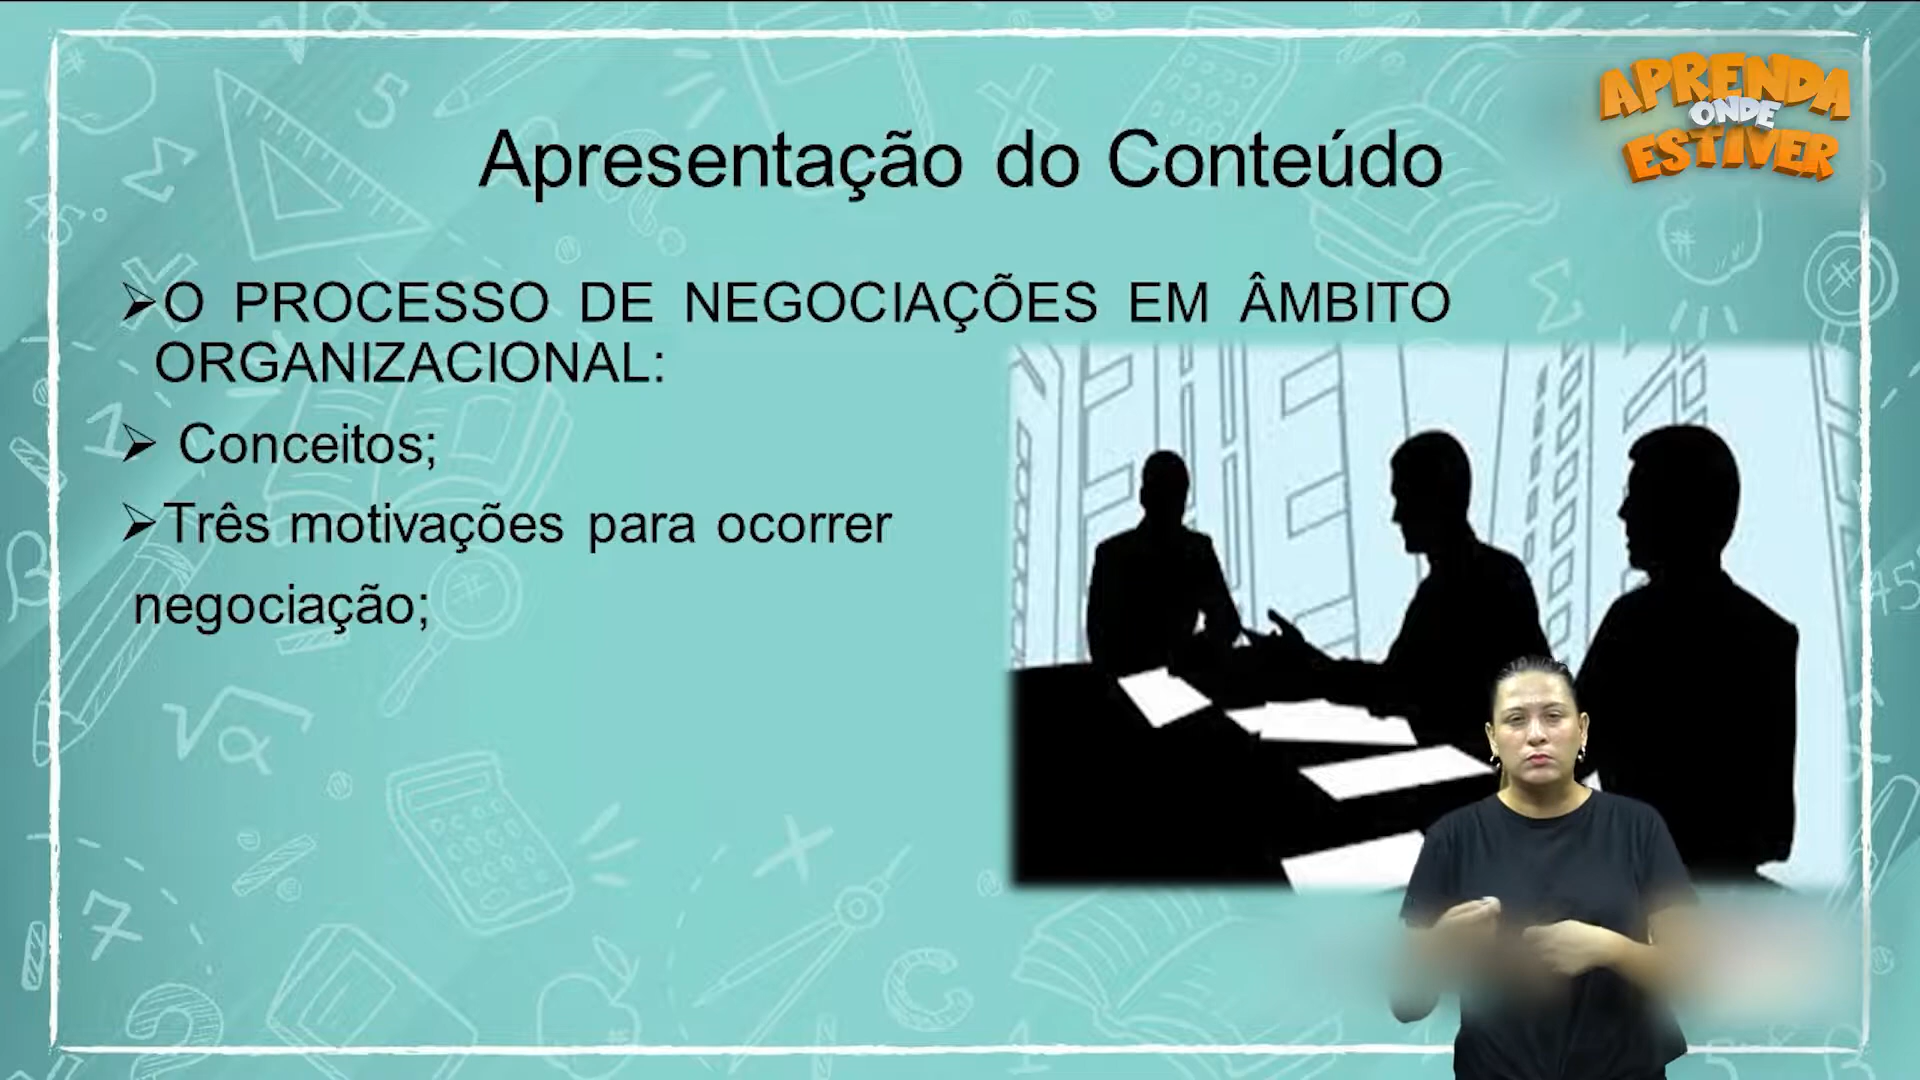 APRENDA
ONDE
ESTIVER
Apresentação do Conteúdo
➢O PROCESSO DE NEGOCIAÇÕES EM ÂMBITO
ORGANIZACIONAL:
➢ Conceitos;
➢Três motivações para ocorrer
negociação;